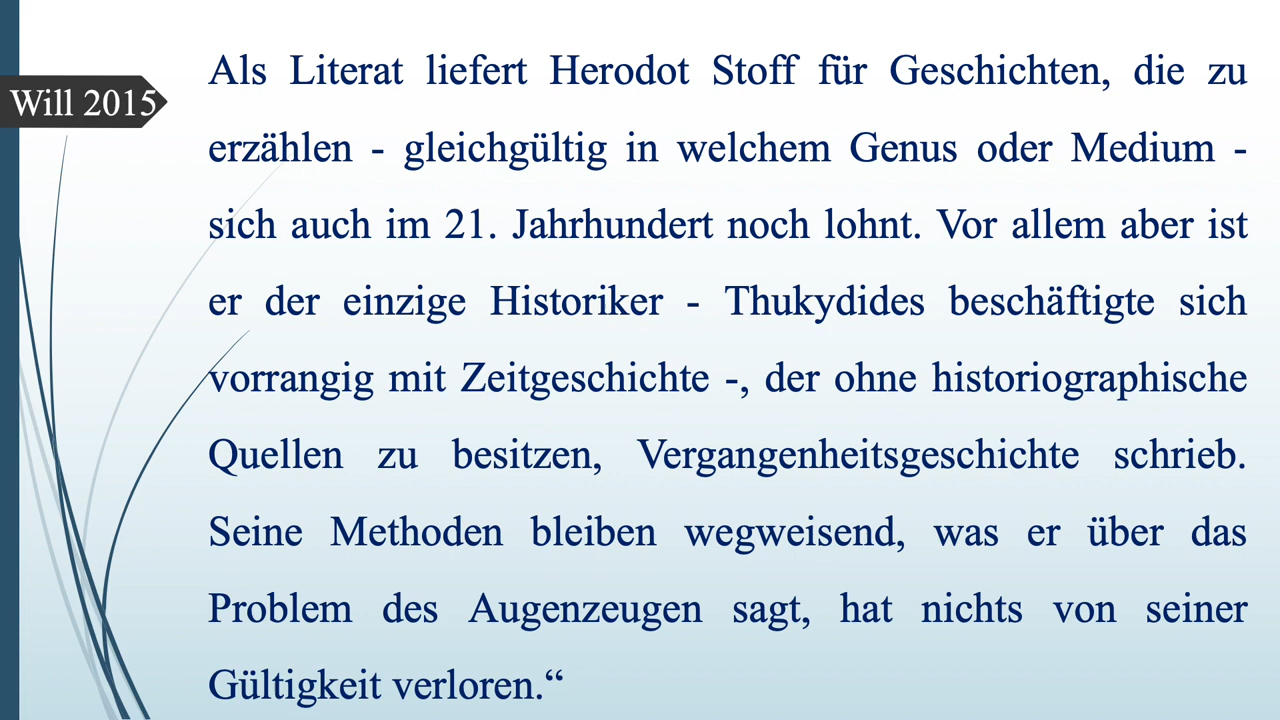 Will 2015
Als Literat liefert Herodot Stoff für Geschichten, die zu
erzählen - gleichgültig in welchem Genus oder Medium -
sich auch im 21. Jahrhundert noch lohnt. Vor allem aber ist
er der einzige Historiker - Thukydides beschäftigte sich
vorrangig mit Zeitgeschichte -, der ohne historiographische
Quellen zu besitzen, Vergangenheitsgeschichte schrieb.
Seine Methoden bleiben wegweisend, was er über das
Problem des Augenzeugen sagt, hat nichts von seiner
Gültigkeit verloren.“